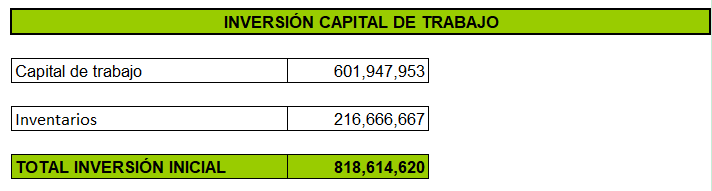 INVERSIÓN CAPITAL DE TRABAJO
Capital de trabajo 601,947,953
Inventarios 216,666,667
TOTAL INVERSIÓN INICIAL 818,614,620